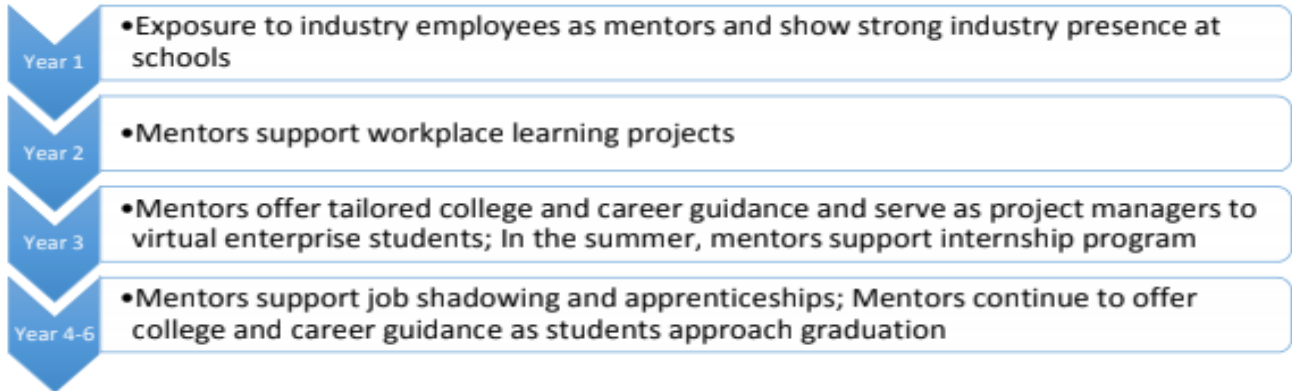 •Exposure to industry employees as mentors and show strong industry presence at
schools
Year 1
•Mentors support workplace learning projects
Year 2
•Mentors offer tailored college and career guidance and serve as project managers to
virtual enterprise students; In the summer, mentors support internship program
Year 3
•Mentors support job shadowing and apprenticeships; Mentors continue to offer
college and career guidance as students approach graduation
Year 4-6